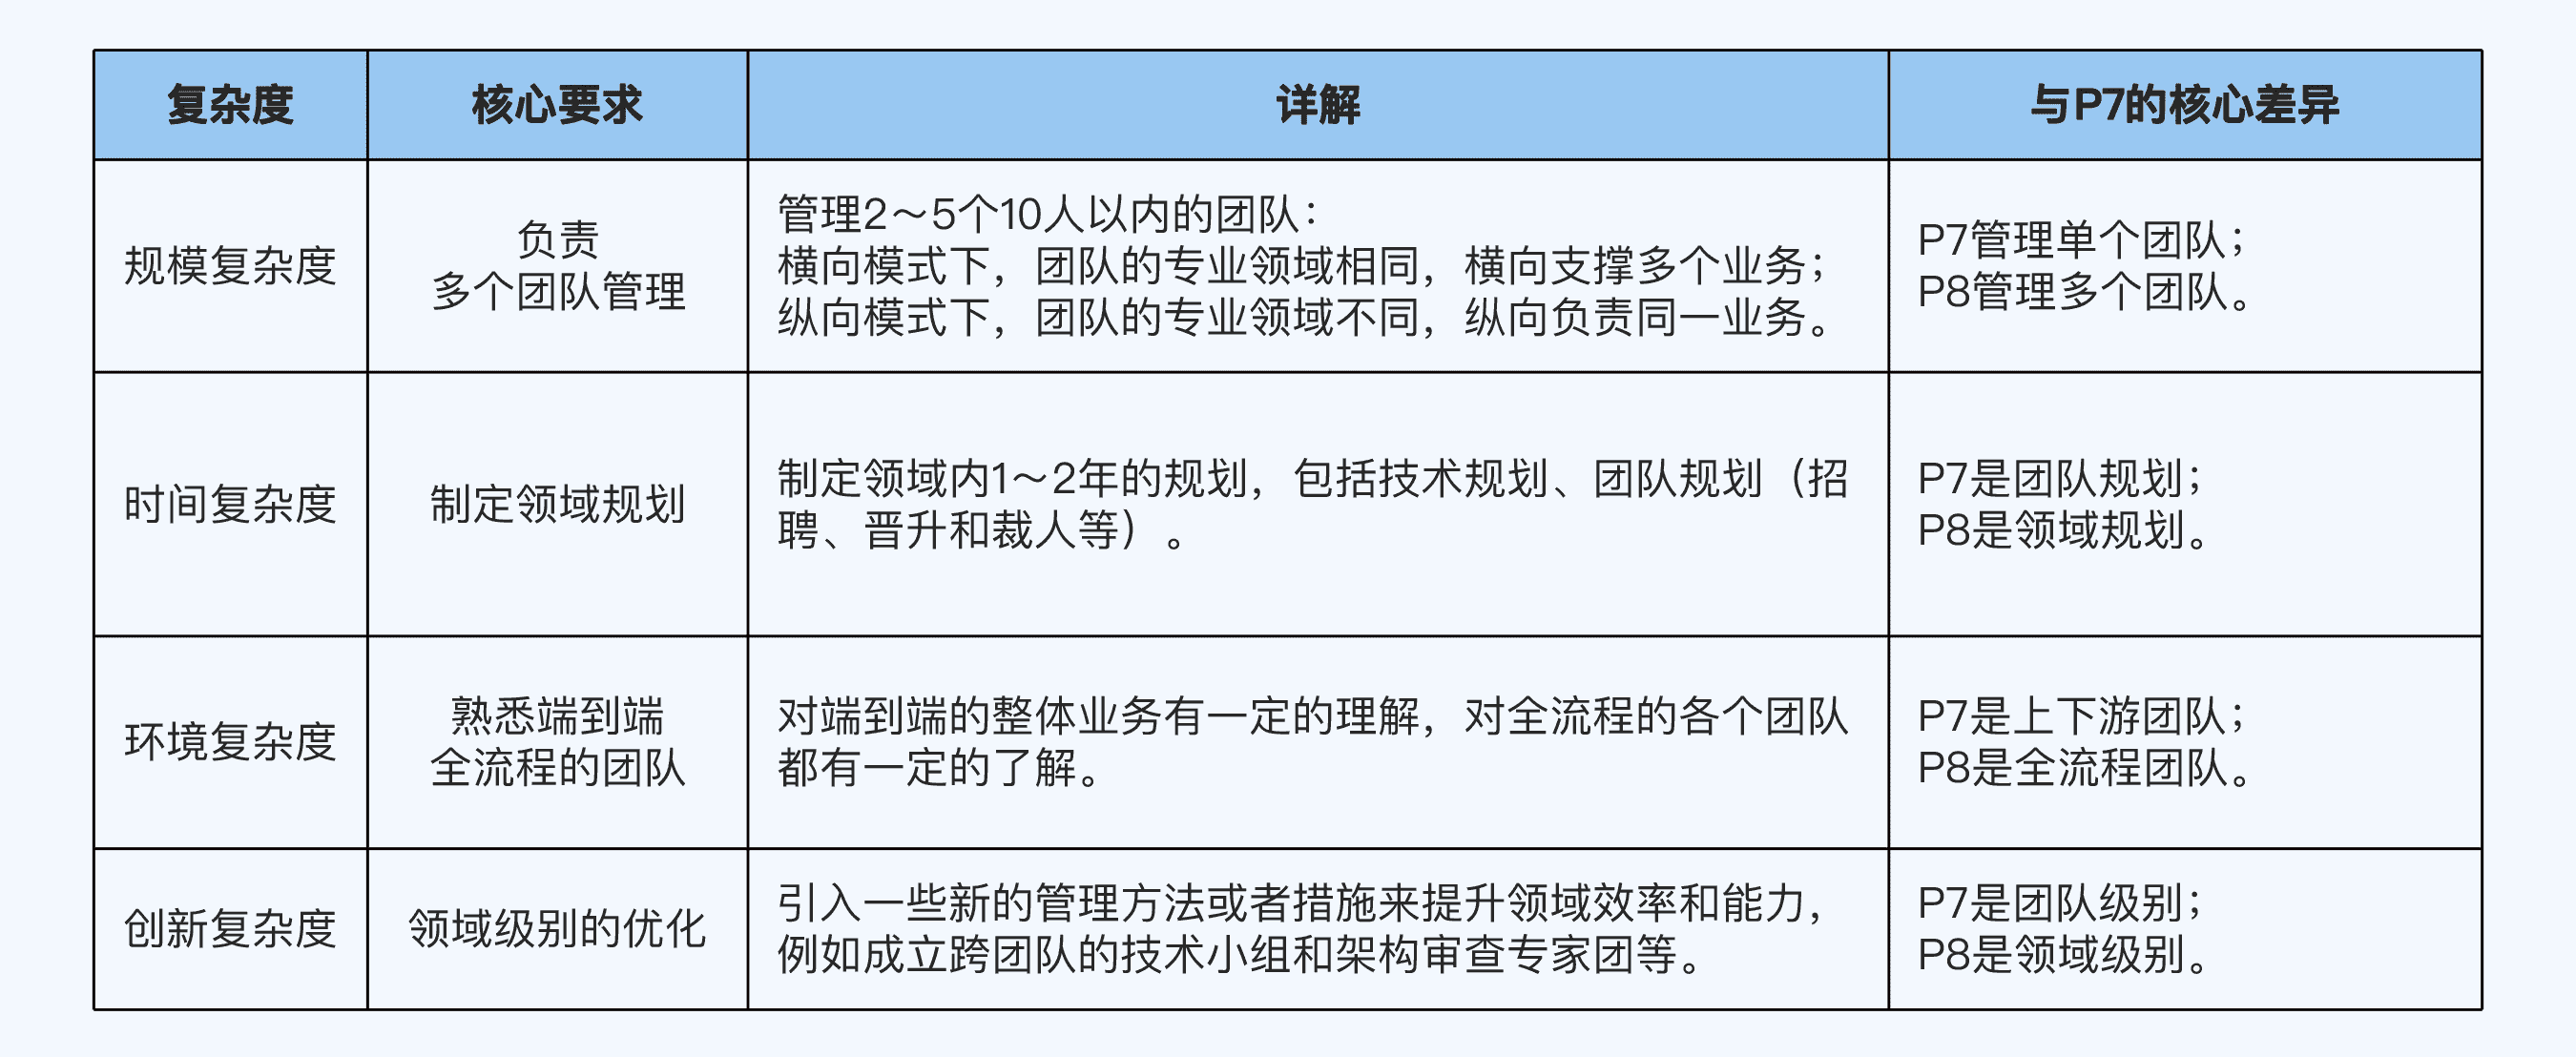 复杂度
核心要求
详解
与P7的核心差异
规模复杂度
负责
多个团队管理
管理2～5个10人以内的团队：
横向模式下，团队的专业领域相同，横向支撑多个业务；
纵向模式下，团队的专业领域不同，纵向负责同一业务。
P7管理单个团队；
P8管理多个团队。
时间复杂度
制定领域规划
制定领域内1～2年的规划，包括技术规划、团队规划（招
聘、晋升和裁人等）。
P7是团队规划；
P8是领域规划。
环境复杂度
熟悉端到端
全流程的团队
对端到端的整体业务有一定的理解，对全流程的各个团队
都有一定的了解。
P7是上下游团队；
P8是全流程团队。
创新复杂度
领域级别的优化
引入一些新的管理方法或者措施来提升领域效率和能力，
例如成立跨团队的技术小组和架构审查专家团等。
P7是团队级别；
P8是领域级别。